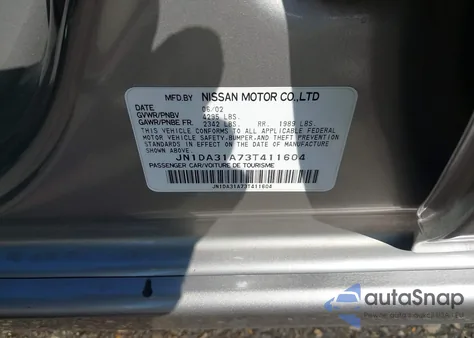 MFD.BY NISSAN MOTOR CO.,LTD
DATE 06/02
GVWR/PNBV 4295 LBS.
GAWR/PNBE FR. 2342 LBS. RR. 1989 LBS.
THIS VEHICLE CONFORMS TO ALL APPLICABLE FEDERAL
MOTOR VEHICLE SAFETY,BUMPER,AND THEFT PREVENTION
STANDARDS IN EFFECT ON THE DATE OF
MANUFACTURE SHOWN ABOVE.
JN1DA31A73T411604
PASSENGER CAR/VOITURE DE TOURISME
JN1DA31A73T411604
autoSnap